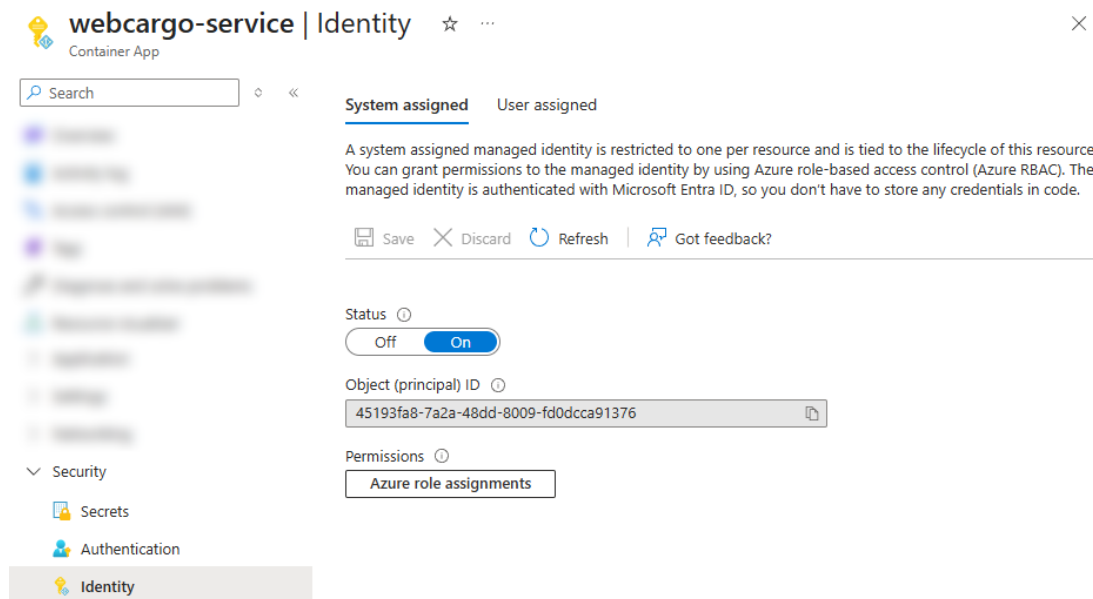 webcargo-service | Identity
Container App
Search
System assigned
User assigned
A system assigned managed identity is restricted to one per resource and is tied to the lifecycle of this resource
You can grant permissions to the managed identity by using Azure role-based access control (Azure RBAC). The
managed identity is authenticated with Microsoft Entra ID, so you don't have to store any credentials in code.
Save Discard Refresh Got feedback?
Status
Off On
Object (principal) ID
45193fa8-7a2a-48dd-8009-fd0dcca91376
Permissions
Azure role assignments
Security
Secrets
Authentication
Identity